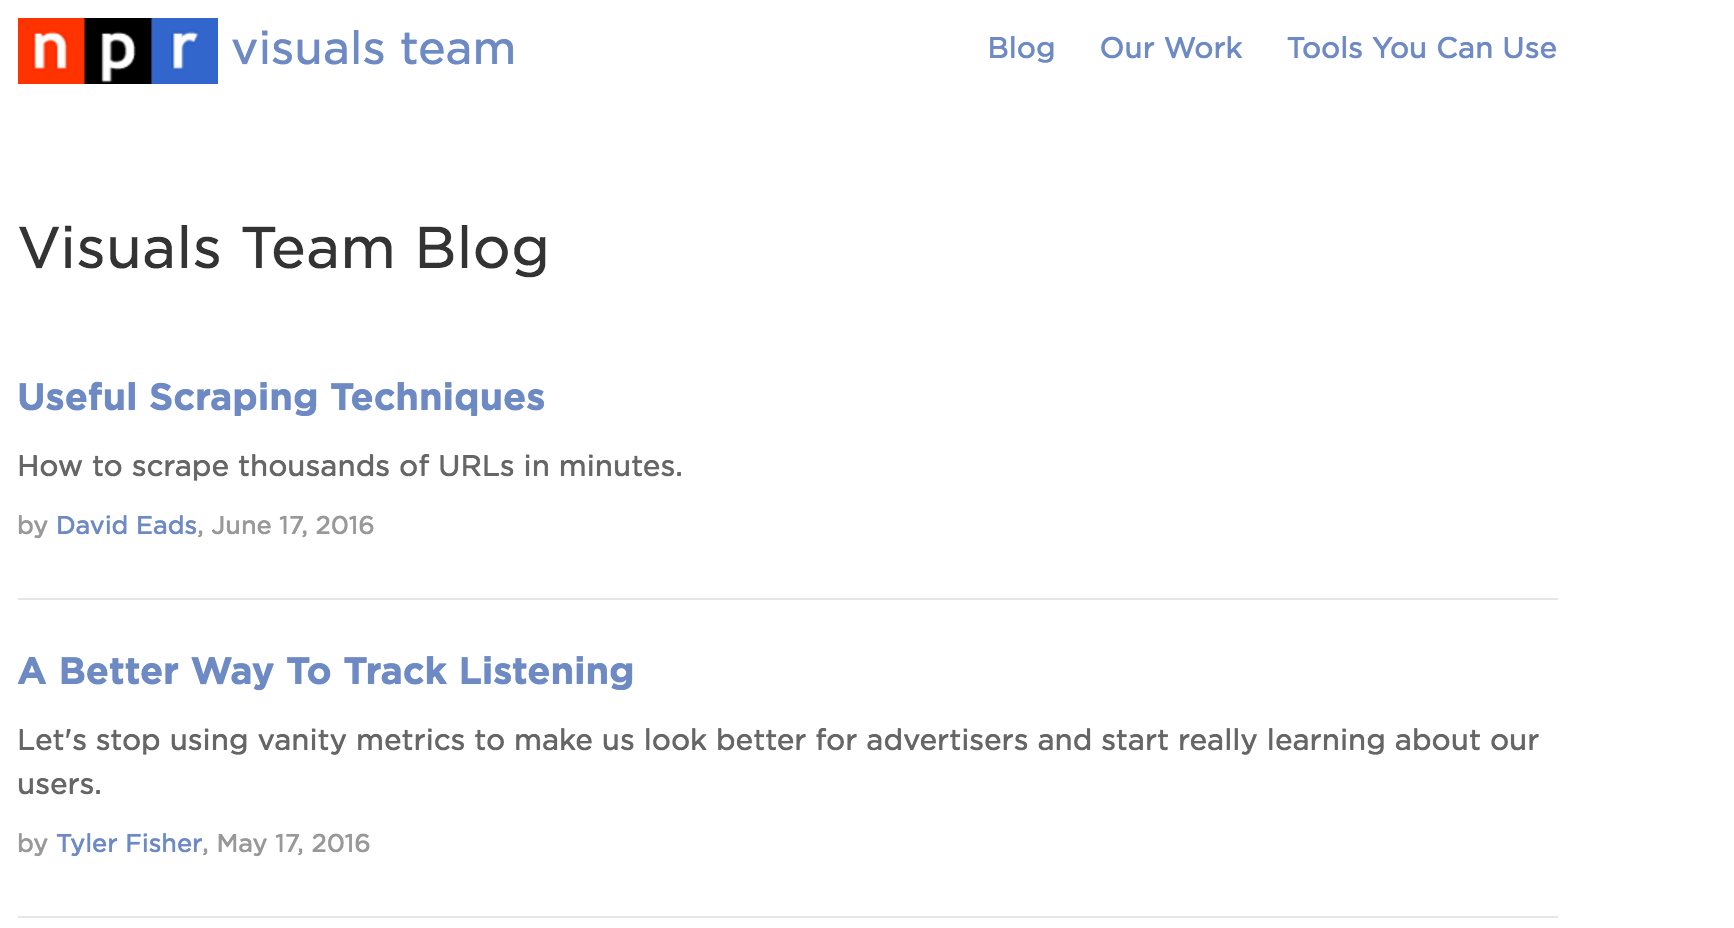 npr visuals team
Blog Our Work Tools You Can Use
Visuals Team Blog
Useful Scraping Techniques
How to scrape thousands of URLs in minutes.
by David Eads, June 17, 2016
A Better Way To Track Listening
Let's stop using vanity metrics to make us look better for advertisers and start really learning about our
users.
by Tyler Fisher, May 17, 2016